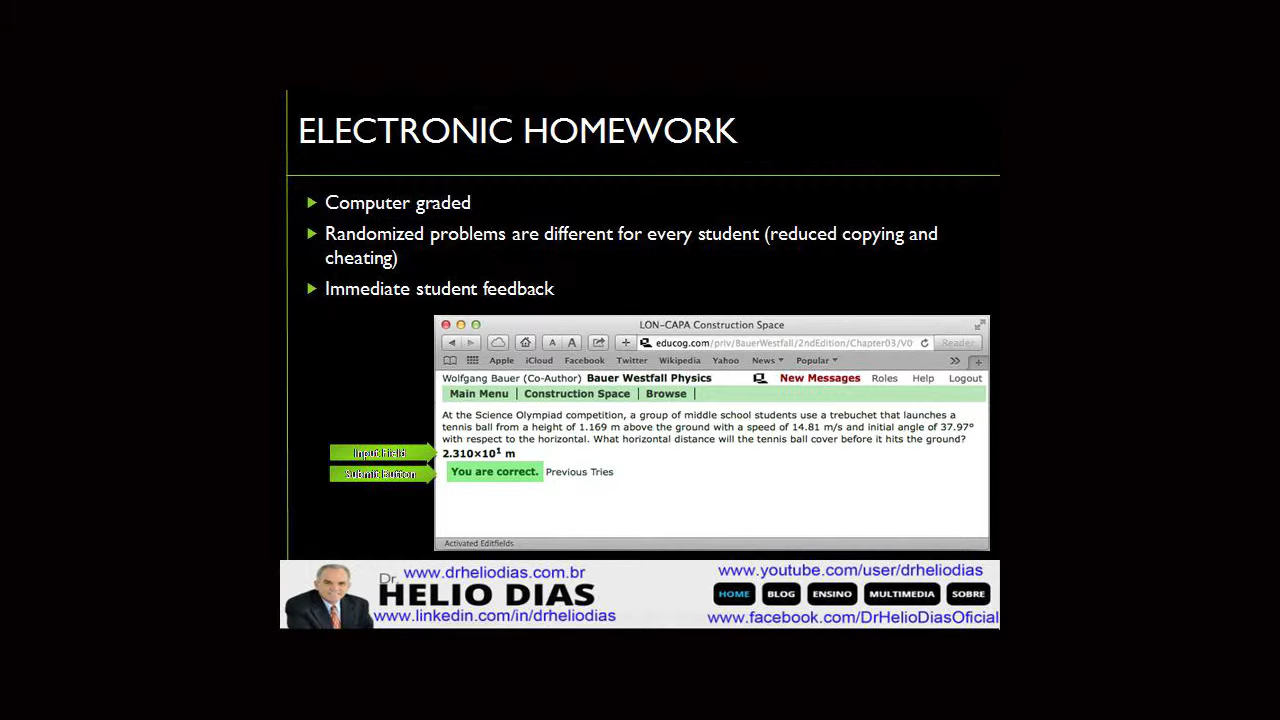 ELECTRONIC HOMEWORK
Computer graded
Randomized problems are different for every student (reduced copying and
cheating)
Immediate student feedback
LON-CAPA Construction Space
A A + educog.com/priv/BauerWestfall/2ndEdition/Chapter03/V0 Reader
Apple iCloud Facebook Twitter Wikipedia Yahoo News Popular >> +
Wolfgang Bauer (Co-Author) Bauer Westfall Physics New Messages Roles Help Logout
Main Menu | Construction Space | Browse |
At the Science Olympiad competition, a group of middle school students use a trebuchet that launches a
tennis ball from a height of 1.169 m above the ground with a speed of 14.81 m/s and initial angle of 37.97°
with respect to the horizontal. What horizontal distance will the tennis ball cover before it hits the ground?
Input Field
2.310×10¹ m
Submit Button
You are correct. Previous Tries
Activated Editfields
www.drheliodias.com.br
Dr.
HELIO DIAS
www.linkedin.com/in/drheliodias
www.youtube.com/user/drheliodias
HOME BLOG ENSINO MULTIMEDIA SOBRE
www.facebook.com/DrHelioDiasOficial